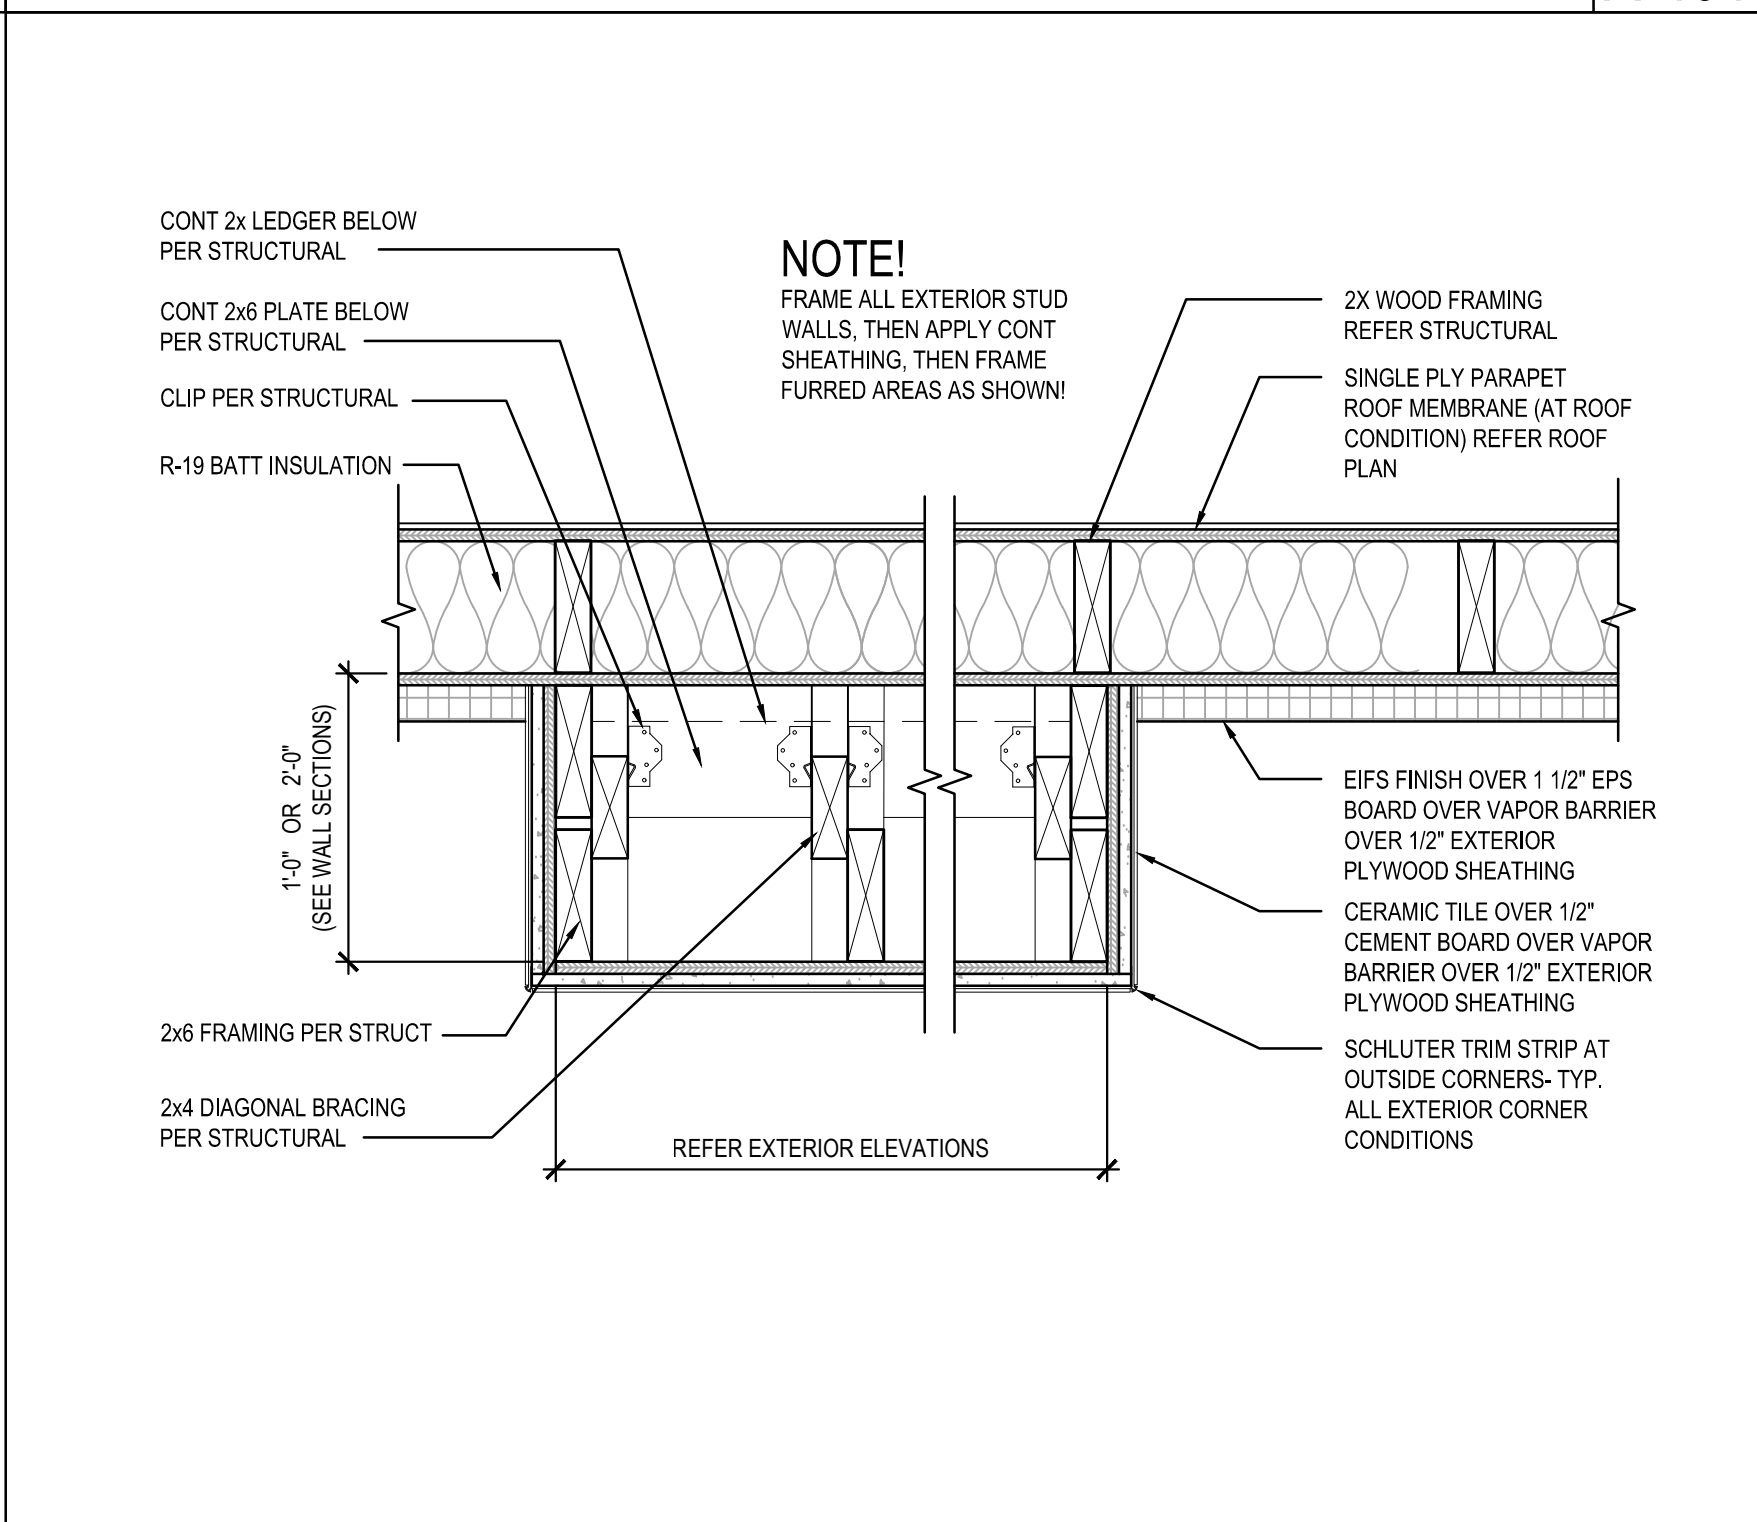 CONT 2x LEDGER BELOW
PER STRUCTURAL
CONT 2x6 PLATE BELOW
PER STRUCTURAL
CLIP PER STRUCTURAL
R-19 BATT INSULATION
NOTE!
FRAME ALL EXTERIOR STUD
WALLS, THEN APPLY CONT
SHEATHING, THEN FRAME
FURRED AREAS AS SHOWN!
2X WOOD FRAMING
REFER STRUCTURAL
SINGLE PLY PARAPET
ROOF MEMBRANE (AT ROOF
CONDITION) REFER ROOF
PLAN
1'-0" OR 2'-0"
(SEE WALL SECTIONS)
EIFS FINISH OVER 1 1/2" EPS
BOARD OVER VAPOR BARRIER
OVER 1/2" EXTERIOR
PLYWOOD SHEATHING
CERAMIC TILE OVER 1/2"
CEMENT BOARD OVER VAPOR
BARRIER OVER 1/2" EXTERIOR
PLYWOOD SHEATHING
SCHLUTER TRIM STRIP AT
OUTSIDE CORNERS- TYP.
ALL EXTERIOR CORNER
CONDITIONS
2x6 FRAMING PER STRUCT
2x4 DIAGONAL BRACING
PER STRUCTURAL
REFER EXTERIOR ELEVATIONS